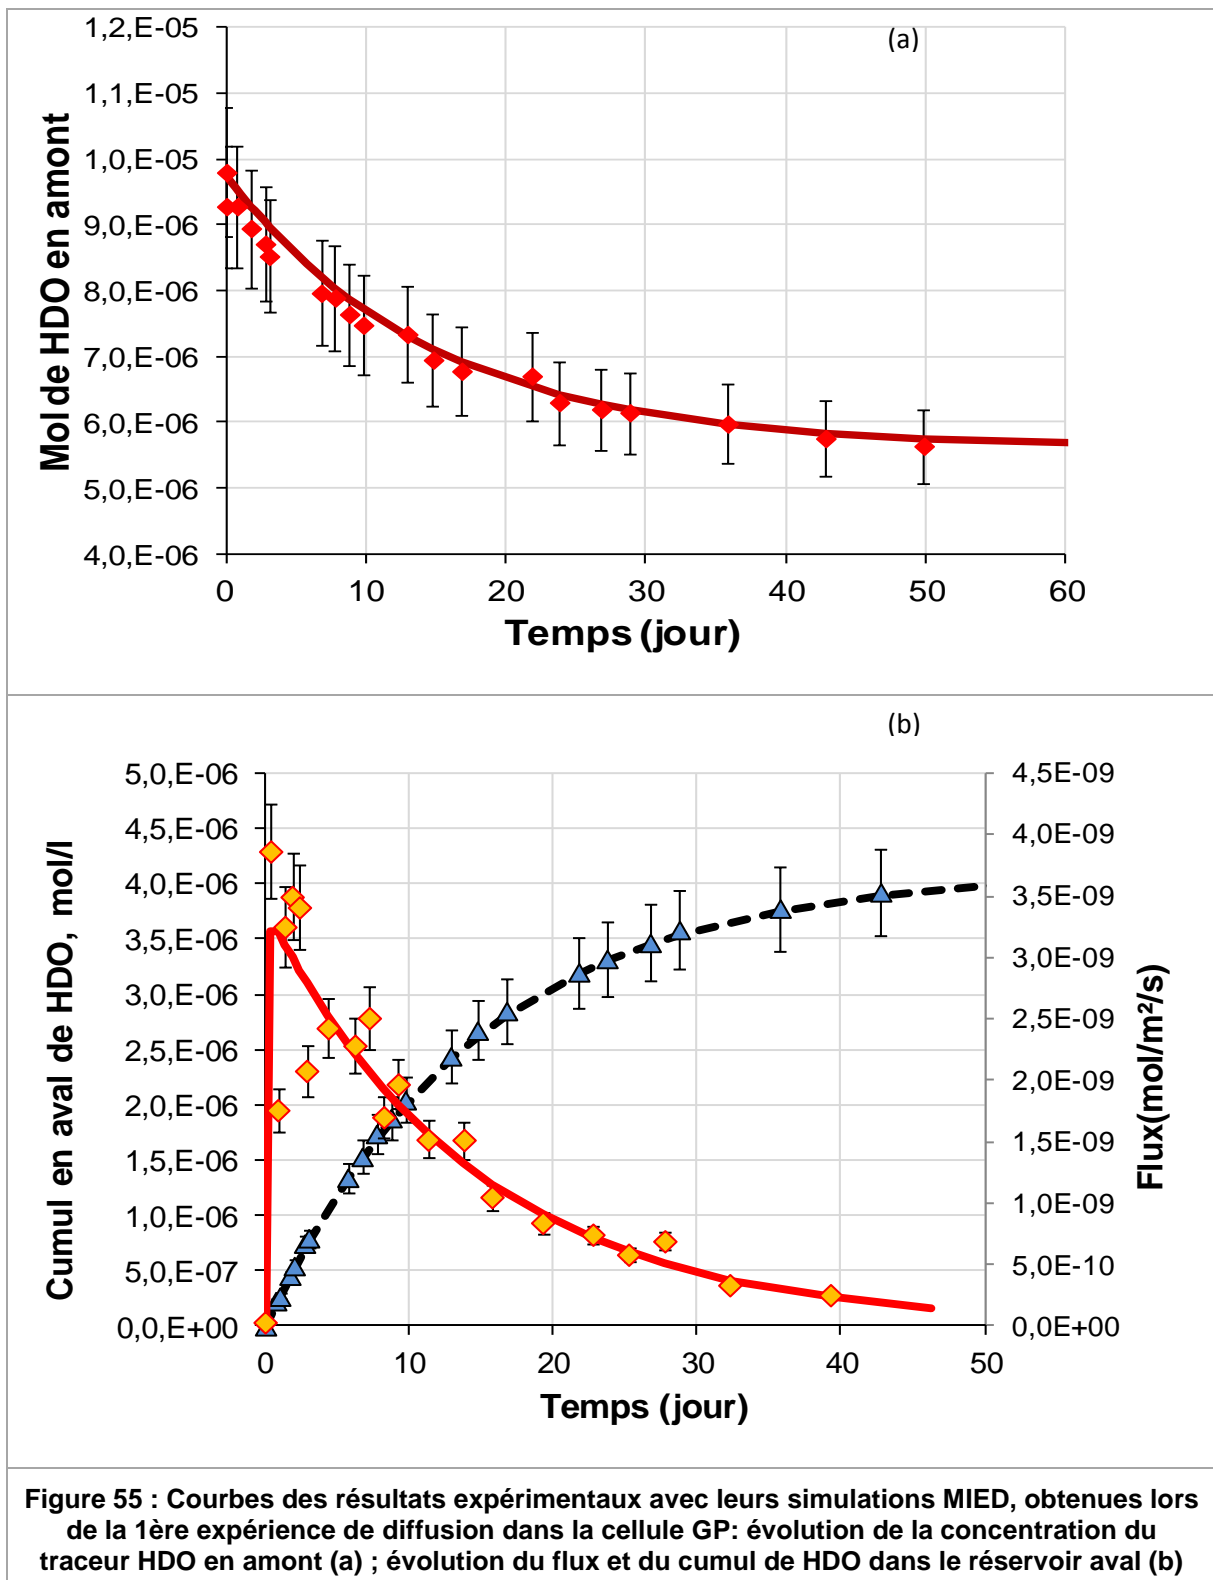 (a)
1,2,E-05
1,1,E-05
1,0,E-05
9,0,E-06
8,0,E-06
7,0,E-06
6,0,E-06
5,0,E-06
4,0,E-06
Mol de HDO en amont
0 10 20 30 40 50 60
Temps (jour)
(b)
5,0,E-06
4,5,E-06
4,0,E-06
3,5,E-06
3,0,E-06
2,5,E-06
2,0,E-06
1,5,E-06
1,0,E-06
5,0,E-07
0,0,E+00
Cumul en aval de HDO, mol/l
4,5E-09
4,0E-09
3,5E-09
3,0E-09
2,5E-09
2,0E-09
1,5E-09
1,0E-09
5,0E-10
0,0E+00
Flux(mol/m²/s)
0 10 20 30 40 50
Temps (jour)
Figure 55 : Courbes des résultats expérimentaux avec leurs simulations MIED, obtenues lors
de la 1ère expérience de diffusion dans la cellule GP: évolution de la concentration du
traceur HDO en amont (a) ; évolution du flux et du cumul de HDO dans le réservoir aval (b)